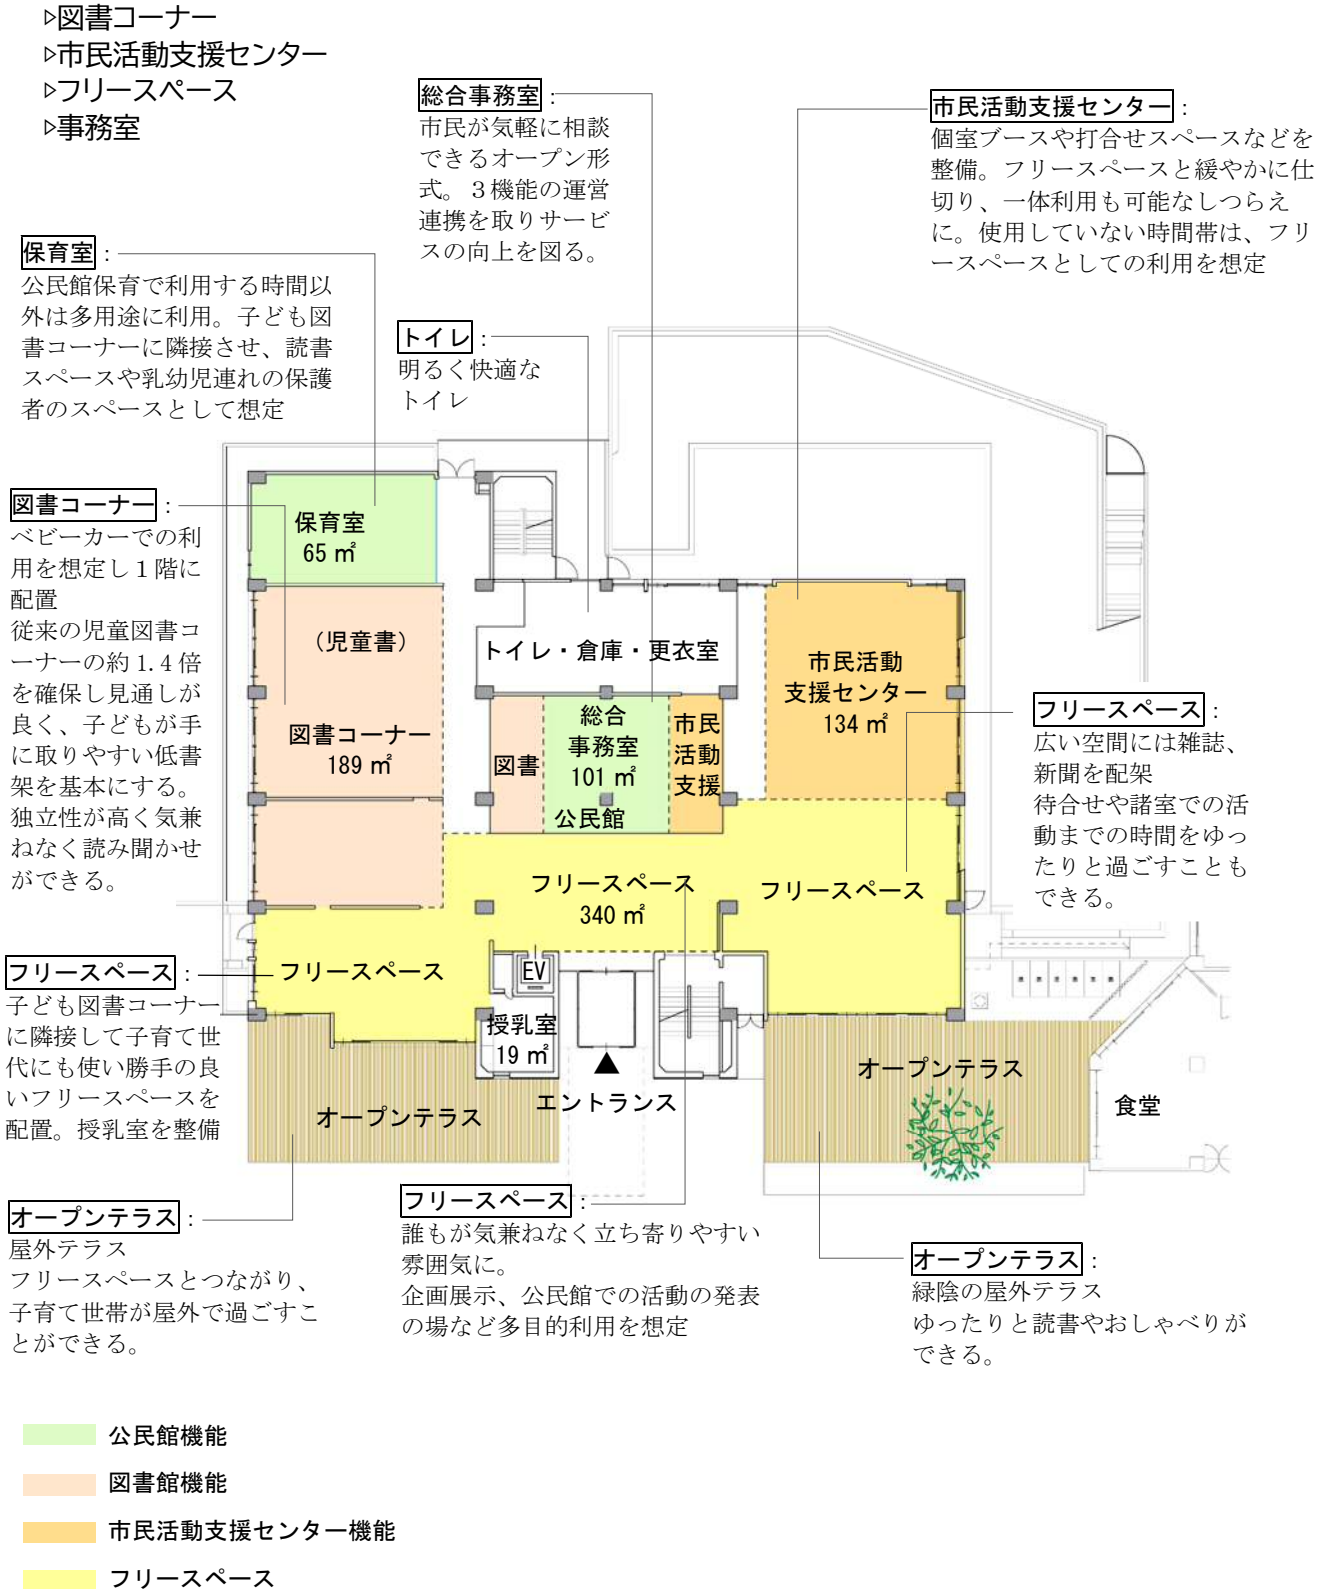 ▷図書コーナー
▷市民活動支援センター
▷フリースペース
▷事務室
総合事務室：
市民が気軽に相談
できるオープン形
式。３機能の運営
連携を取りサービ
スの向上を図る。
市民活動支援センター：
個室ブースや打合せスペースなどを
整備。フリースペースと緩やかに仕
切り、一体利用も可能なしつらえ
に。使用していない時間帯は、フリ
ースペースとしての利用を想定
保育室：
公民館保育で利用する時間以
外は多用途に利用。子ども図
書コーナーに隣接させ、読書
スペースや乳幼児連れの保護
者のスペースとして想定
トイレ：
明るく快適な
トイレ
図書コーナー：
ベビーカーでの利
用を想定し１階に
配置
従来の児童図書コ
ーナーの約 1.4 倍
を確保し見通しが
良く、子どもが手
に取りやすい低書
架を基本にする。
独立性が高く気兼
ねなく読み聞かせ
ができる。
保育室
65 ㎡
（児童書）
図書コーナー
189 ㎡
トイレ・倉庫・更衣室
図書
総合
事務室
101 ㎡
公民館
市民
活動
支援
市民活動
支援センター
134 ㎡
フリースペース：
広い空間には雑誌、
新聞を配架
待合せや諸室での活
動までの時間をゆっ
たりと過ごすことも
できる。
フリースペース
340 ㎡
フリースペース
フリースペース
EV
授乳室
19 ㎡
フリースペース：
子ども図書コーナー
に隣接して子育て世
代にも使い勝手の良
いフリースペースを
配置。授乳室を整備
オープンテラス
エントランス
オープンテラス
食堂
オープンテラス：
屋外テラス
フリースペースとつながり、
子育て世帯が屋外で過ごすこ
とができる。
フリースペース：
誰もが気兼ねなく立ち寄りやすい
雰囲気に。
企画展示、公民館での活動の発表
の場など多目的利用を想定
オープンテラス：
緑陰の屋外テラス
ゆったりと読書やおしゃべりが
できる。
公民館機能
図書館機能
市民活動支援センター機能
フリースペース